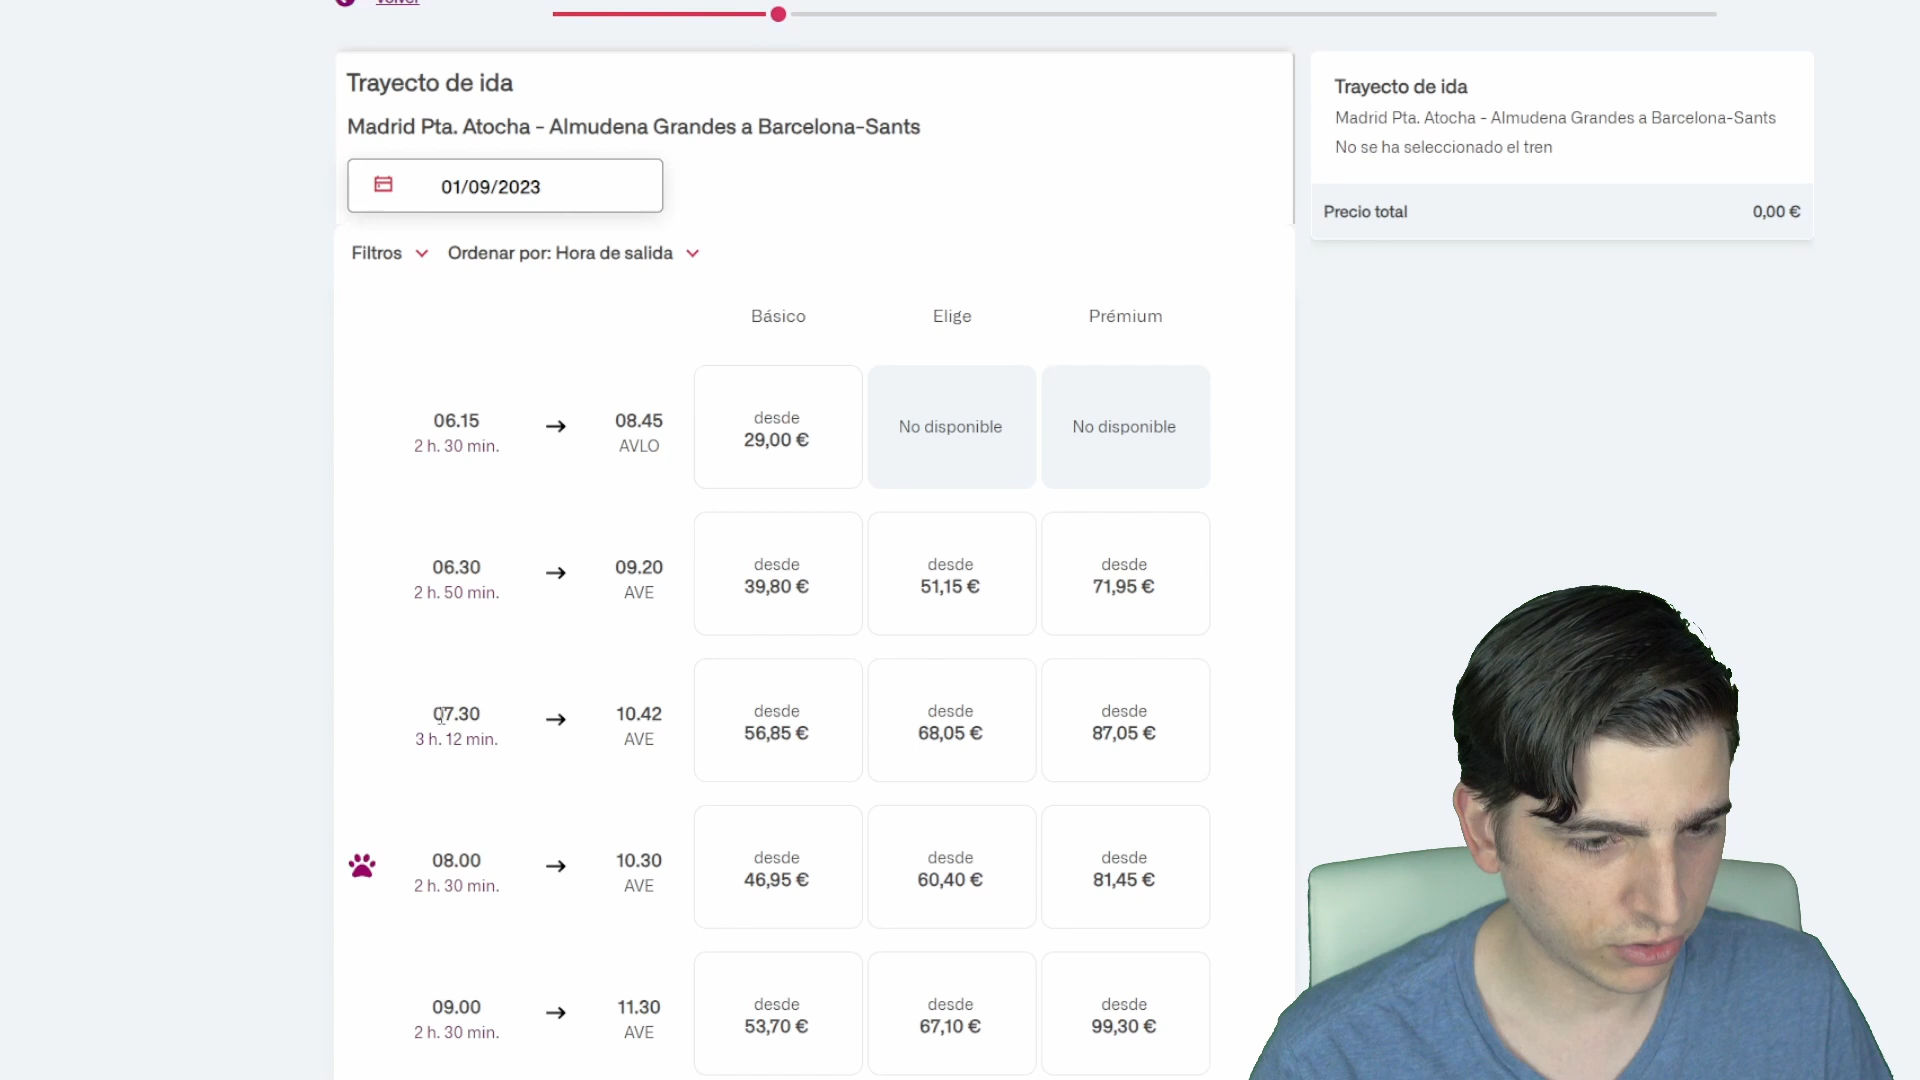 Volver
Trayecto de ida
Madrid Pta. Atocha - Almudena Grandes a Barcelona-Sants
01/09/2023
Filtros Ordenar por: Hora de salida
Básico Elige Prémium
06.15 08.45
2 h. 30 min. AVLO
desde
29,00 €
No disponible
No disponible
06.30 09.20
2 h. 50 min. AVE
desde
39,80 €
desde
51,15 €
desde
71,95 €
07.30 10.42
3 h. 12 min. AVE
desde
56,85 €
desde
68,05 €
desde
87,05 €
08.00 10.30
2 h. 30 min. AVE
desde
46,95 €
desde
60,40 €
desde
81,45 €
09.00 11.30
2 h. 30 min. AVE
desde
53,70 €
desde
67,10 €
desde
99,30 €
Trayecto de ida
Madrid Pta. Atocha - Almudena Grandes a Barcelona-Sants
No se ha seleccionado el tren
Precio total 0,00 €